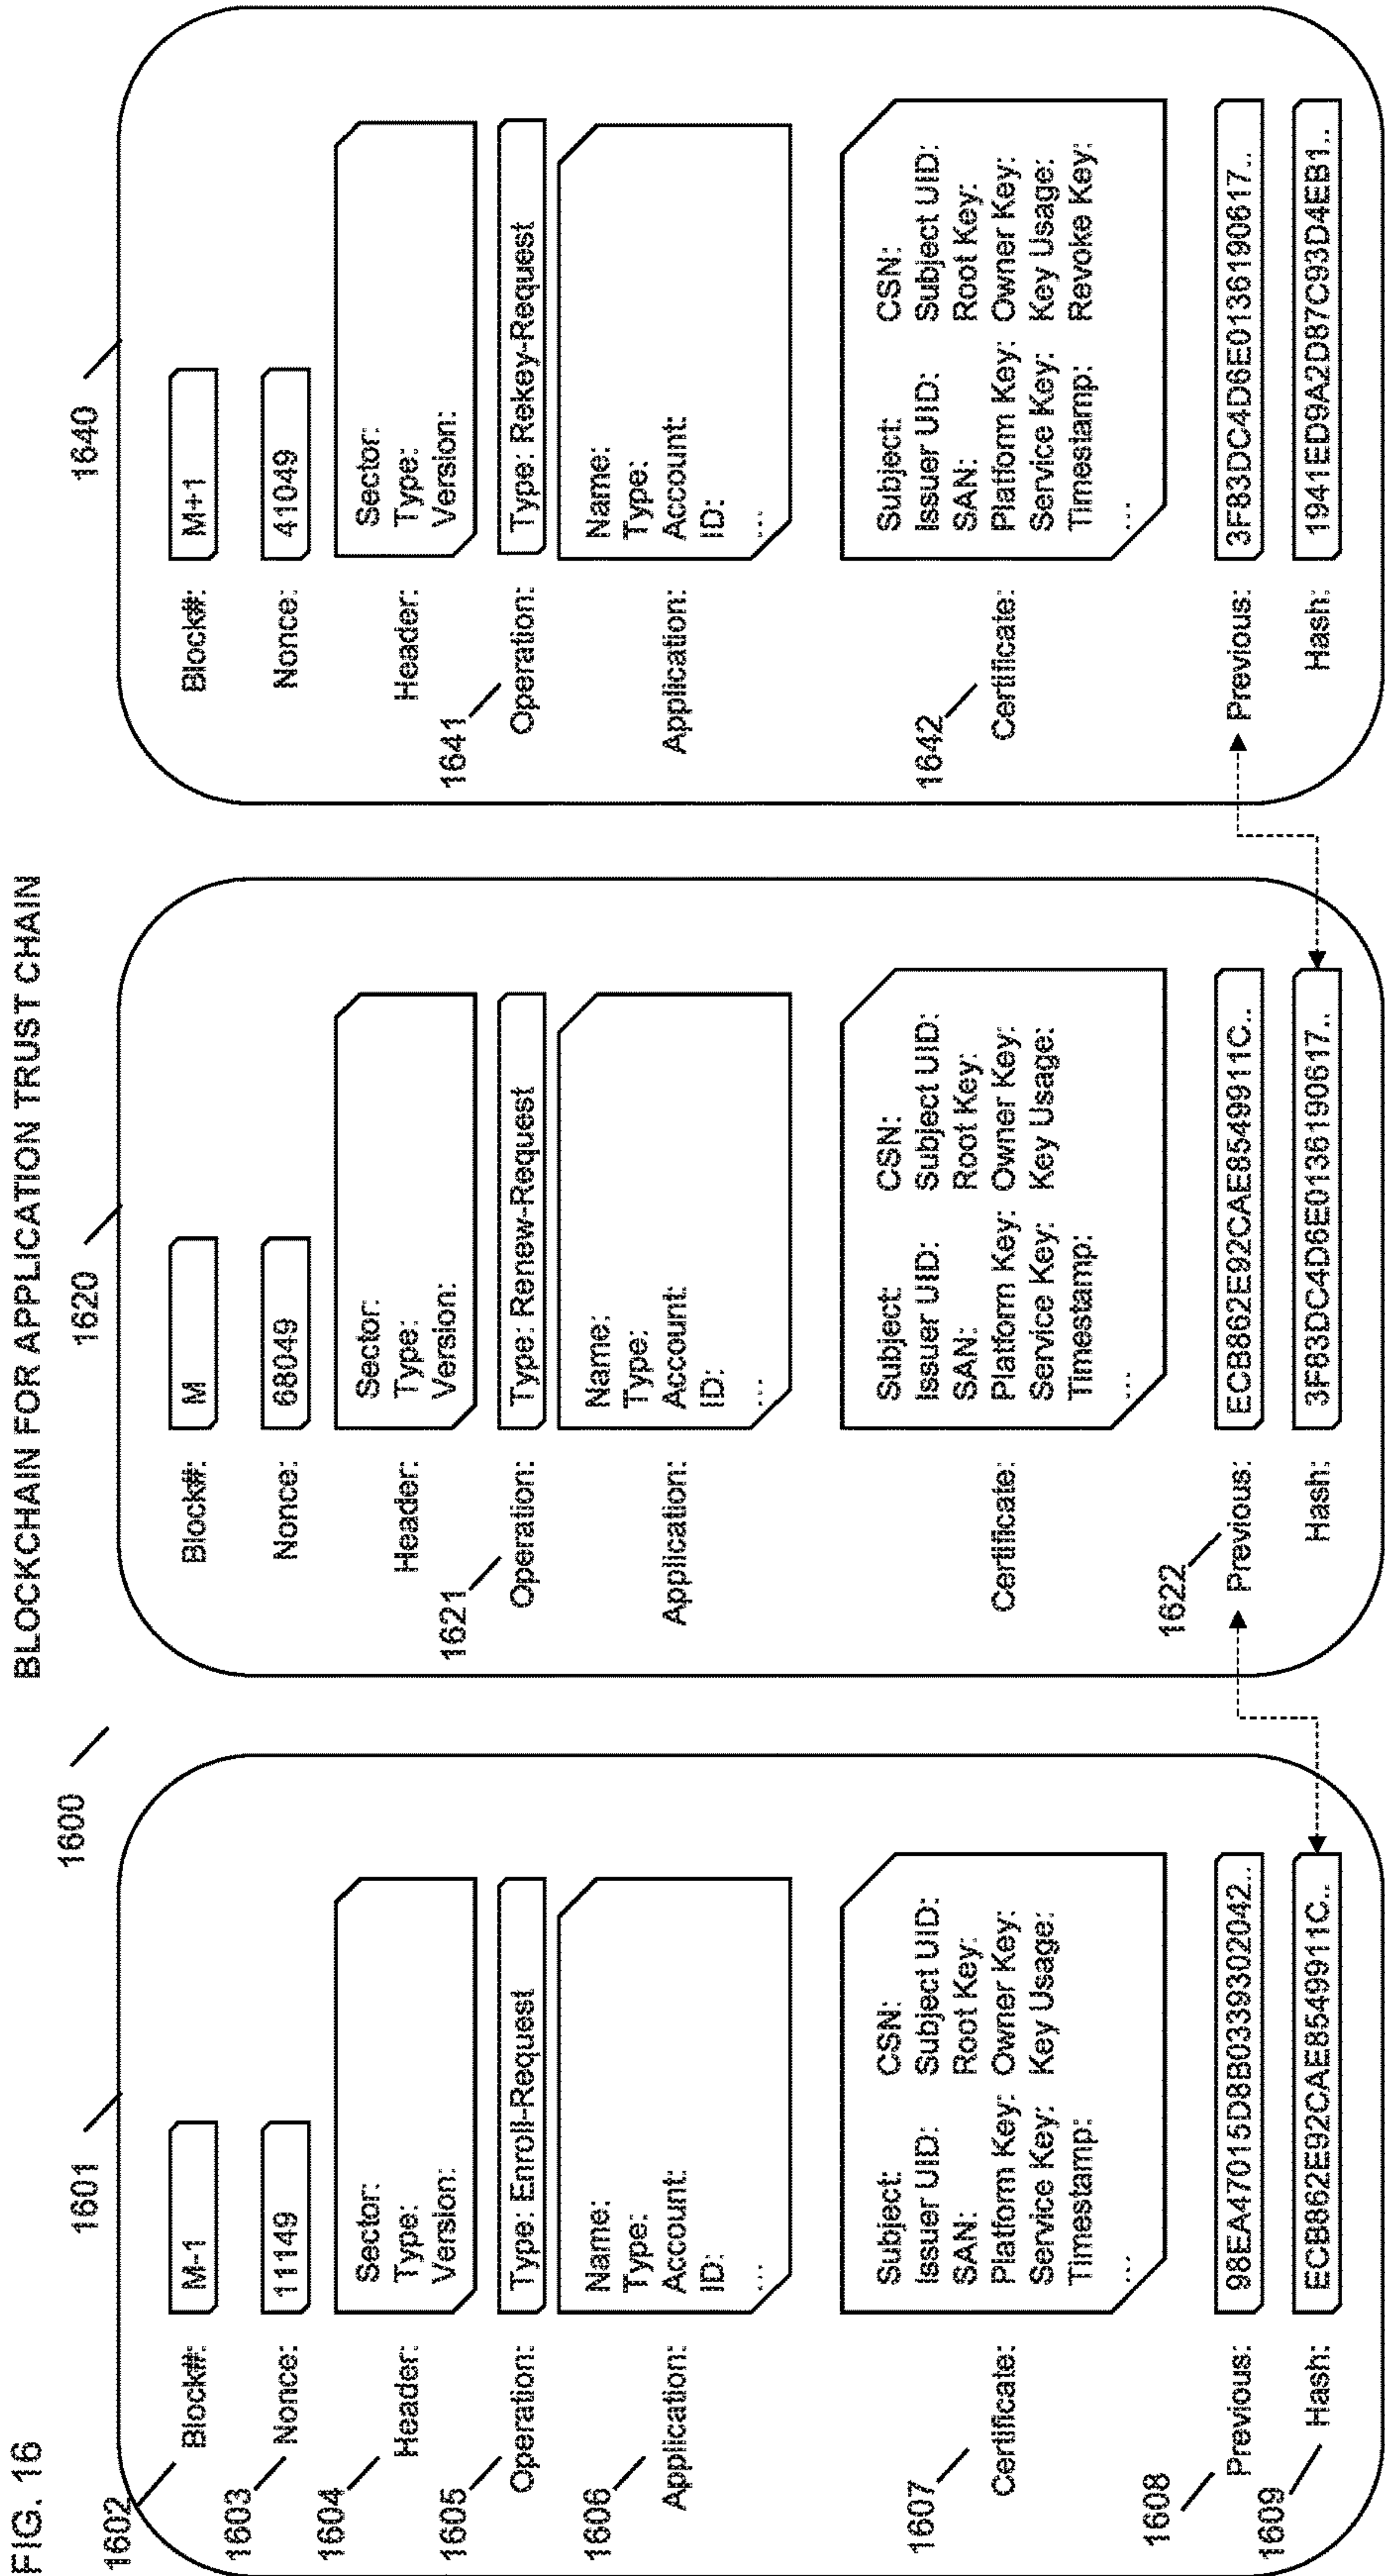 FIG. 16
BLOCKCHAIN FOR APPLICATION TRUST CHAIN
1600
1601
1602
Block#: M-1
1603
Nonce: 11149
1604
Header:
Sector:
Type:
Version:
1605
Operation: Type: Enroll-Request
1606
Application:
Name:
Type:
Account:
ID:
...
1607
Certificate:
Subject: CSN:
Issuer UID: Subject UID:
SAN: Root Key:
Platform Key: Owner Key:
Service Key: Key Usage:
Timestamp:
...
1608
Previous: 98EA47015D8B0339302042..
1609
Hash: ECB862E92CAE8549911C..
1620
Block#: M
Nonce: 68049
Header:
Sector:
Type:
Version:
1621
Operation: Type: Renew-Request
Application:
Name:
Type:
Account:
ID:
...
Certificate:
Subject: CSN:
Issuer UID: Subject UID:
SAN: Root Key:
Platform Key: Owner Key:
Service Key: Key Usage:
Timestamp:
...
1622
Previous: ECB862E92CAE8549911C..
Hash: 3F83DC4D6E0136190617..
1640
Block#: M+1
Nonce: 41049
Header:
Sector:
Type:
Version:
1641
Operation: Type: Rekey-Request
Application:
Name:
Type:
Account:
ID:
...
1642
Certificate:
Subject: CSN:
Issuer UID: Subject UID:
SAN: Root Key:
Platform Key: Owner Key:
Service Key: Key Usage:
Timestamp: Revoke Key:
...
Previous: 3F83DC4D6E0136190617..
Hash: 1941ED9A2D87C93D4EB1..